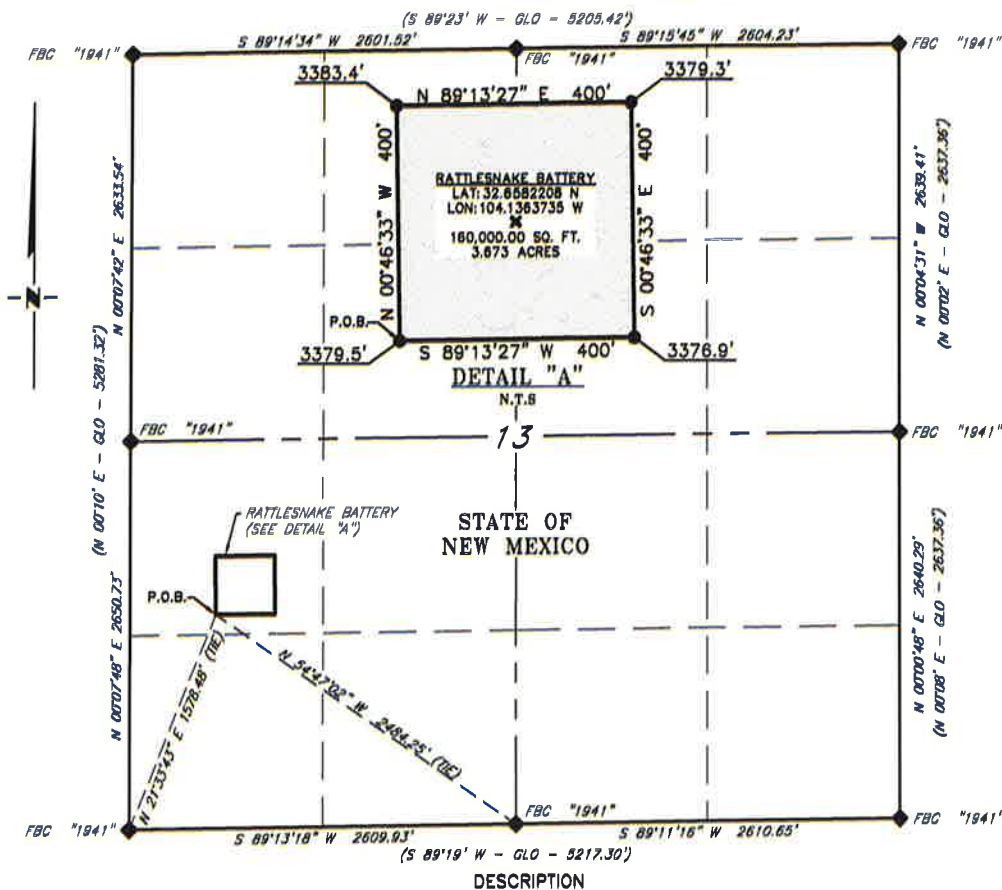 (S 89°23' W - GLO - 5205.42')
S 89°14'34" W 2601.52'
S 89°15'45" W 2604.23'
FBC "1941"
FBC "1941"
FBC "1941"
3383.4'
3379.3'
N 89°13'27" E 400'
N 00°46'33" W 400'
S 00°46'33" E 400'
RATTLESNAKE BATTERY
LAT: 32.6582208 N
LON: 104.1363735 W
160,000.00 SQ. FT.
3.673 ACRES
P.O.B.
3379.5'
3376.9'
S 89°13'27" W 400'
DETAIL "A"
N.T.S
N 00°07'42" E 2633.54'
(N 00°10' E - GLO - 5281.32')
N 00°04'31" W 2639.41'
(N 00°02' E - GLO - 2637.36')
N
FBC "1941"
13
FBC "1941"
RATTLESNAKE BATTERY
(SEE DETAIL "A")
STATE OF
NEW MEXICO
P.O.B.
N 00°07'48" E 2650.73'
N 21°33'43" E 1578.48' (TIE)
N 54°47'02" W 2484.25' (TIE)
N 00°00'48" E 2640.29'
(N 00°08' E - GLO - 2637.36')
FBC "1941"
FBC "1941"
FBC "1941"
S 89°13'18" W 2609.93'
S 89°11'16" W 2610.65'
(S 89°19' W - GLO - 5217.30')
DESCRIPTION